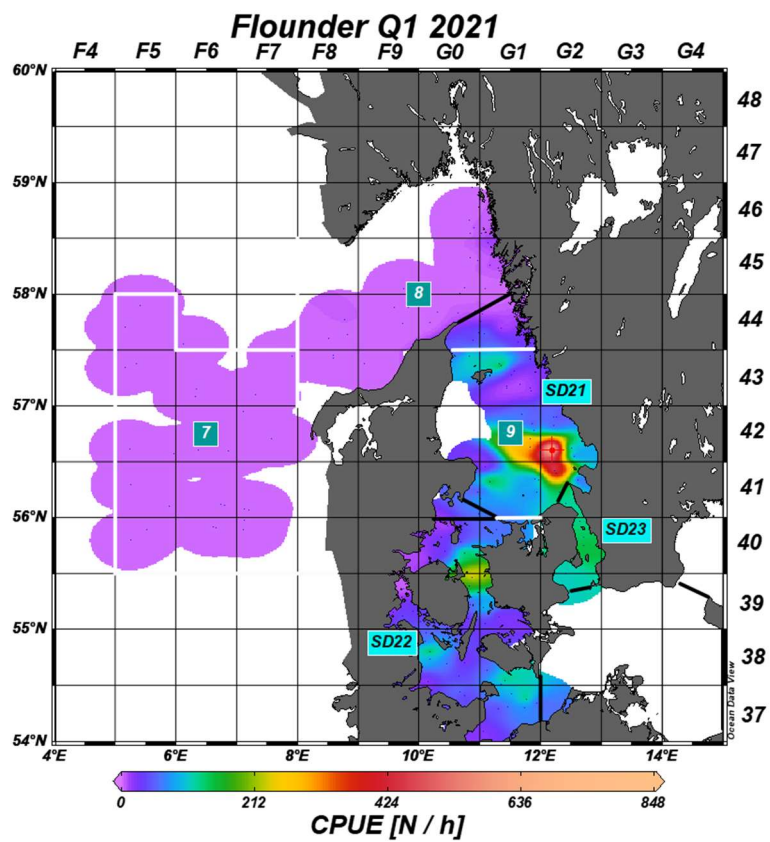 Flounder Q1 2021
F4 F5 F6 F7 F8 F9 G0 G1 G2 G3 G4
60°N
48
47
59°N
46
45
58°N
8
44
43
SD21
57°N
7
9
42
41
56°N
SD23
40
39
55°N
SD22
38
37
54°N
Ocean Data View
4°E 6°E 8°E 10°E 12°E 14°E
0 212 424 636 848
CPUE [N / h]